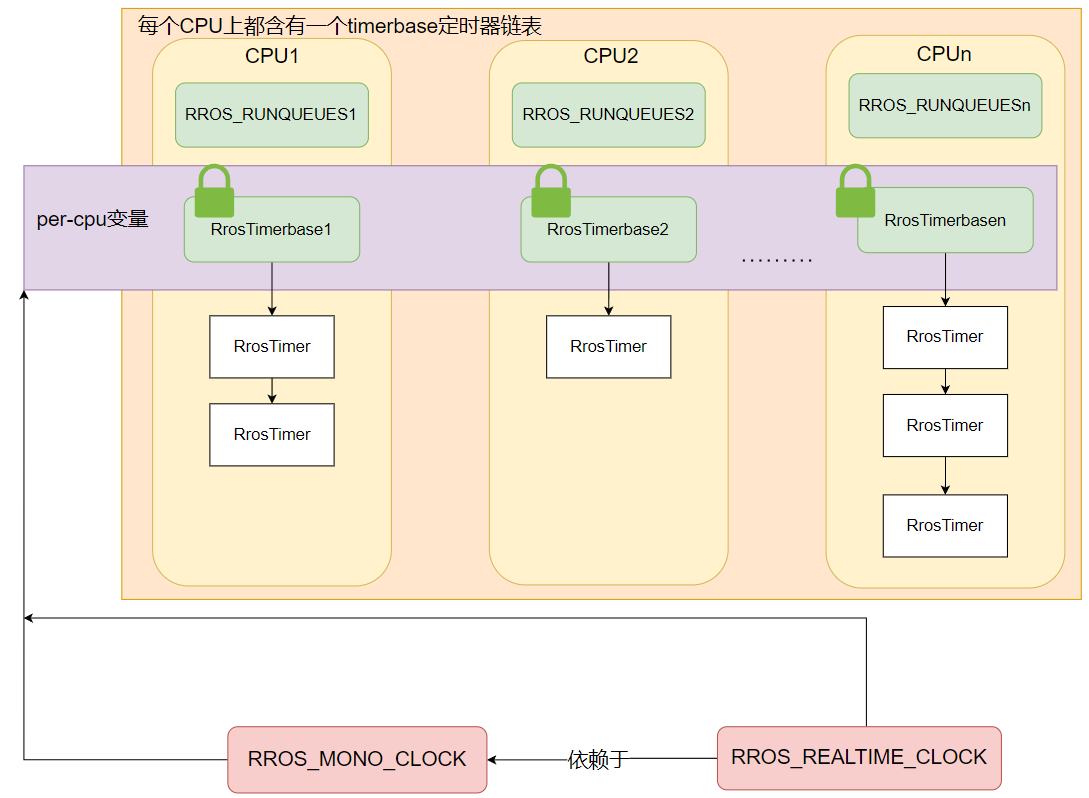 每个CPU上都含有一个timerbase定时器链表
CPU1
CPU2
CPUn
RROS_RUNQUEUES1
RROS_RUNQUEUES2
RROS_RUNQUEUESn
per-cpu变量
RrosTimerbase1
RrosTimerbase2
.........
RrosTimerbasen
RrosTimer
RrosTimer
RrosTimer
RrosTimer
RrosTimer
RrosTimer
RROS_MONO_CLOCK
依赖于
RROS_REALTIME_CLOCK